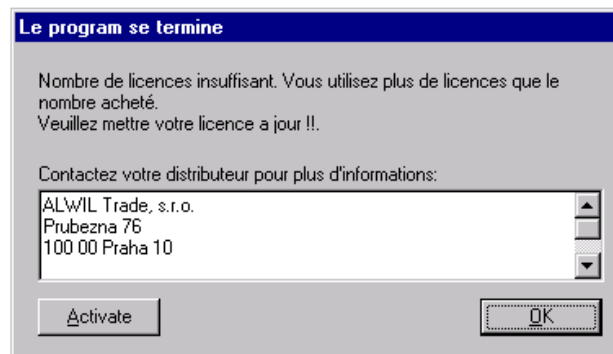 Le program se termine
Nombre de licences insuffisant. Vous utilisez plus de licences que le
nombre acheté.
Veuillez mettre votre licence a jour !!.
Contactez votre distributeur pour plus d'informations:
ALWIL Trade, s.r.o.
Prubezna 76
100 00 Praha 10
Activate
OK